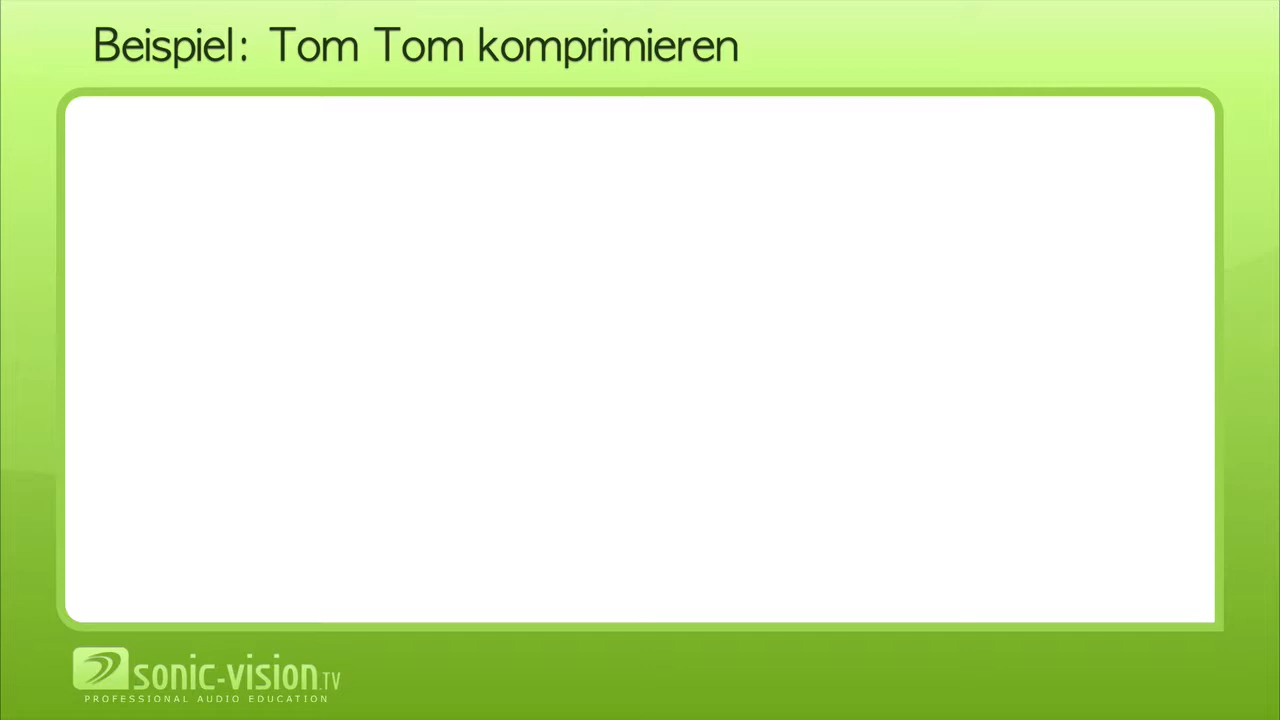 Beispiel: Tom Tom komprimieren
sonic-vision.TV
PROFESSIONAL AUDIO EDUCATION